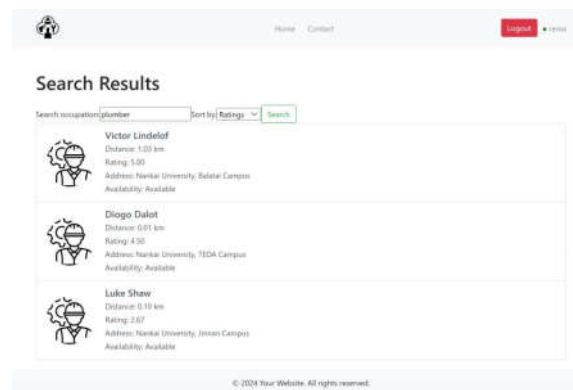 Home Contact Logout
Search Results
Search occupation: plumber Sort by: Ratings Search
Victor Lindelof
Distance: 1.03 km
Rating: 5.00
Address: Nankai University, Balatai Campus
Availability: Available
Diogo Dalot
Distance: 0.01 km
Rating: 4.50
Address: Nankai University, TEDA Campus
Availability: Available
Luke Shaw
Distance: 0.10 km
Rating: 2.67
Address: Nankai University, Jinnan Campus
Availability: Available
© 2024 Your Website. All rights reserved.